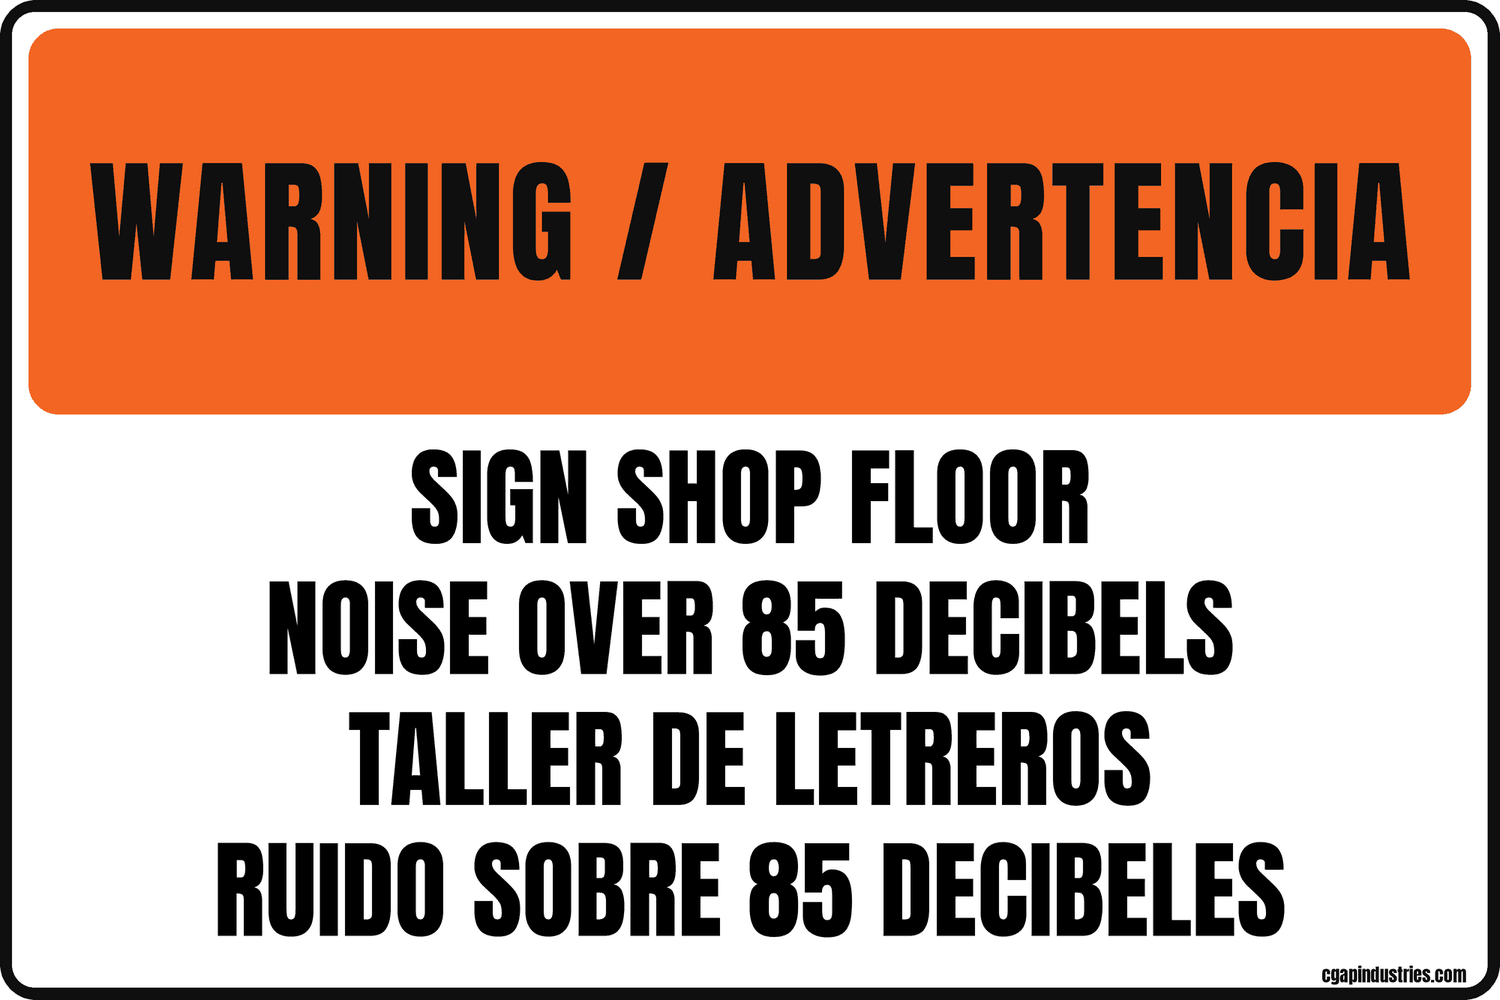 WARNING / ADVERTENCIA
SIGN SHOP FLOOR
NOISE OVER 85 DECIBELS
TALLER DE LETREROS
RUIDO SOBRE 85 DECIBELES
cgapindustries.com